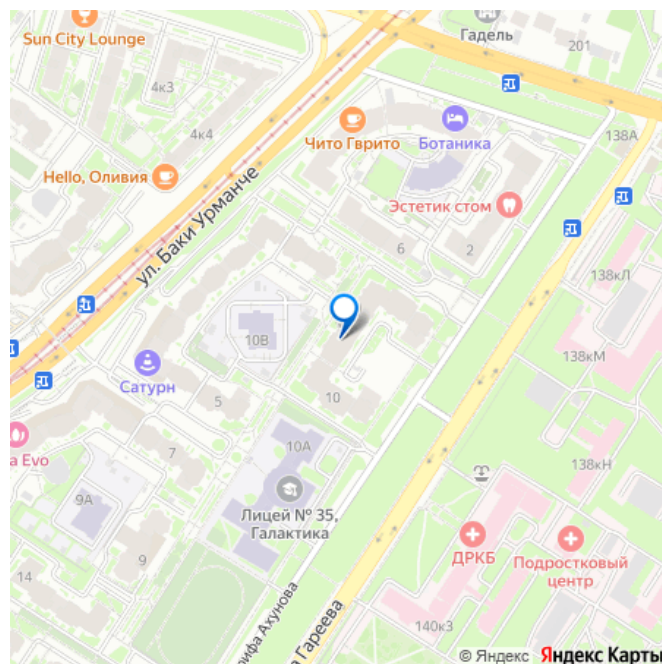 Sun City Lounge
Гадель
201
4к3
4к4
138А
Чито Гврито
Ботаника
Hello, Оливия
Эстетик стом
ул. Баки Урманче
6
2
138кЛ
10В
138кМ
Сатурн
5
10
10А
7
138кН
9А
Лицей № 35,
Галактика
ДРКБ
Подростковый
центр
9
14
140к3
© Яндекс Яндекс Карты